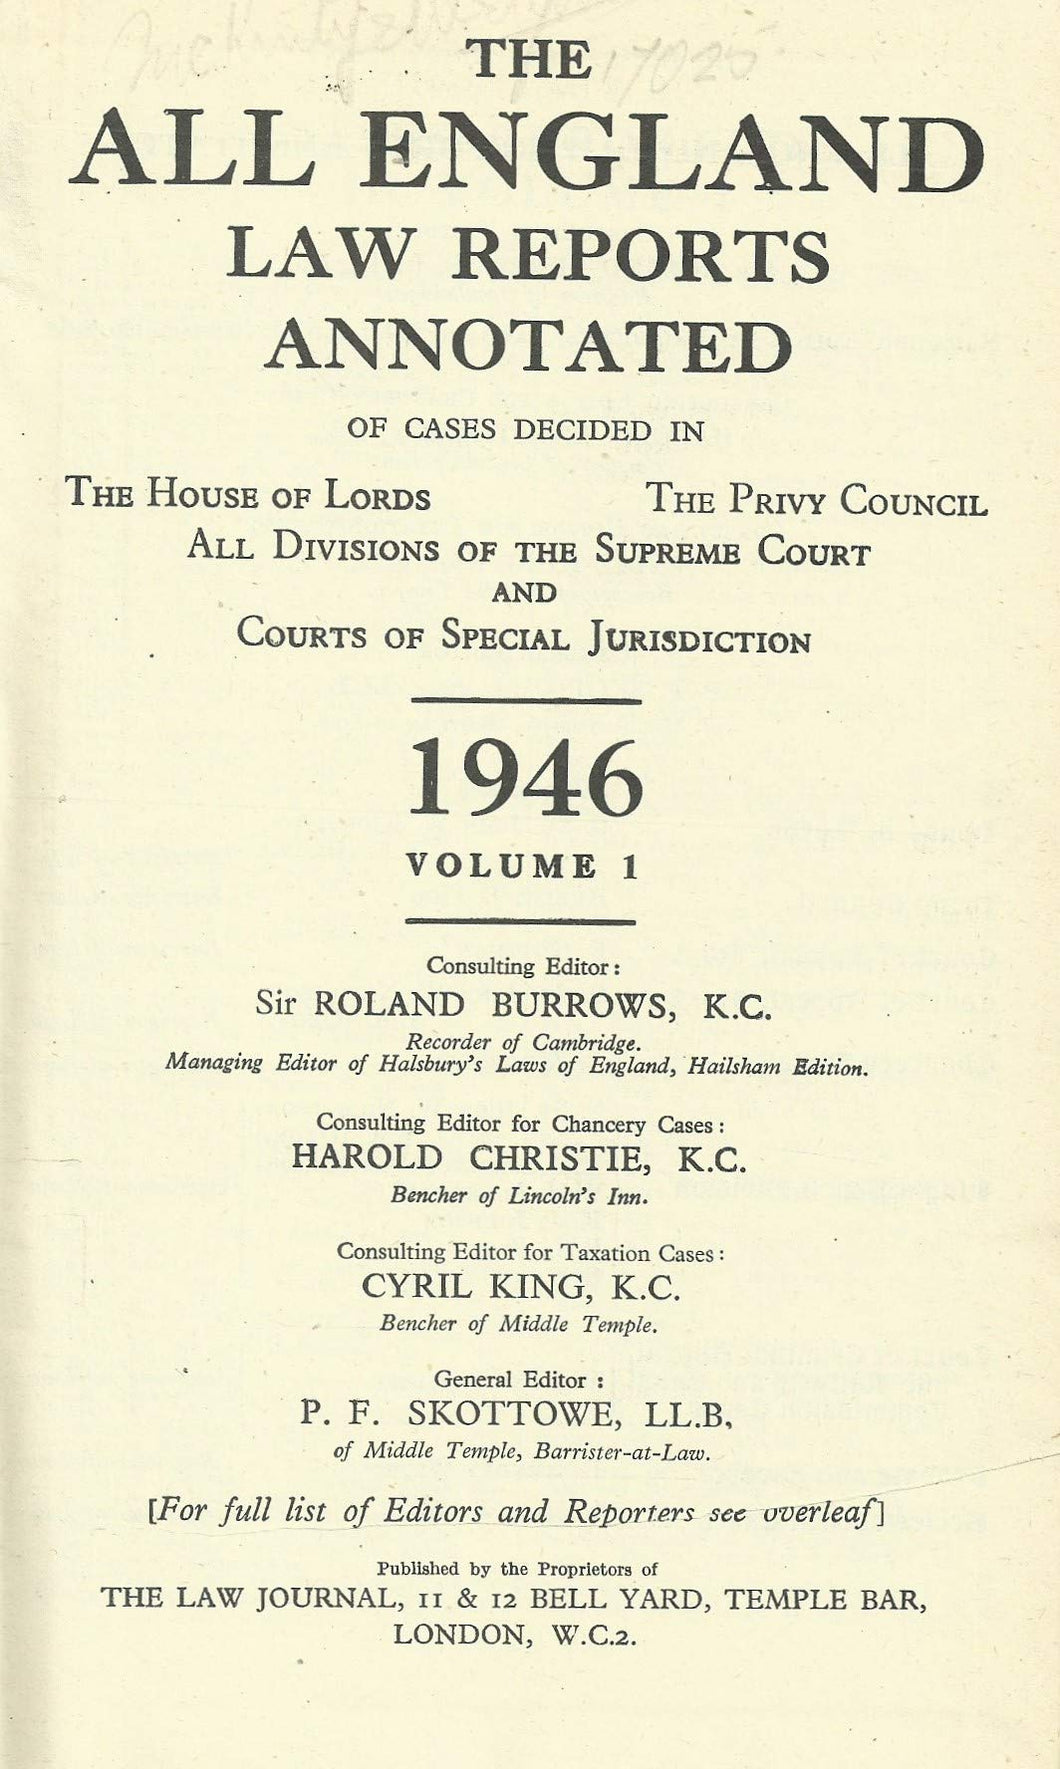 THE
ALL ENGLAND
LAW REPORTS
ANNOTATED
OF CASES DECIDED IN
THE HOUSE OF LORDS THE PRIVY COUNCIL
ALL DIVISIONS OF THE SUPREME COURT
AND
COURTS OF SPECIAL JURISDICTION
1946
VOLUME 1
Consulting Editor:
Sir ROLAND BURROWS, K.C.
Recorder of Cambridge.
Managing Editor of Halsbury's Laws of England, Hailsham Edition.
Consulting Editor for Chancery Cases:
HAROLD CHRISTIE, K.C.
Bencher of Lincoln's Inn.
Consulting Editor for Taxation Cases:
CYRIL KING, K.C.
Bencher of Middle Temple.
General Editor:
P. F. SKOTTOWE, LL.B,
of Middle Temple, Barrister-at-Law.
[For full list of Editors and Reporters see overleaf]
Published by the Proprietors of
THE LAW JOURNAL, 11 & 12 BELL YARD, TEMPLE BAR,
LONDON, W.C.2.